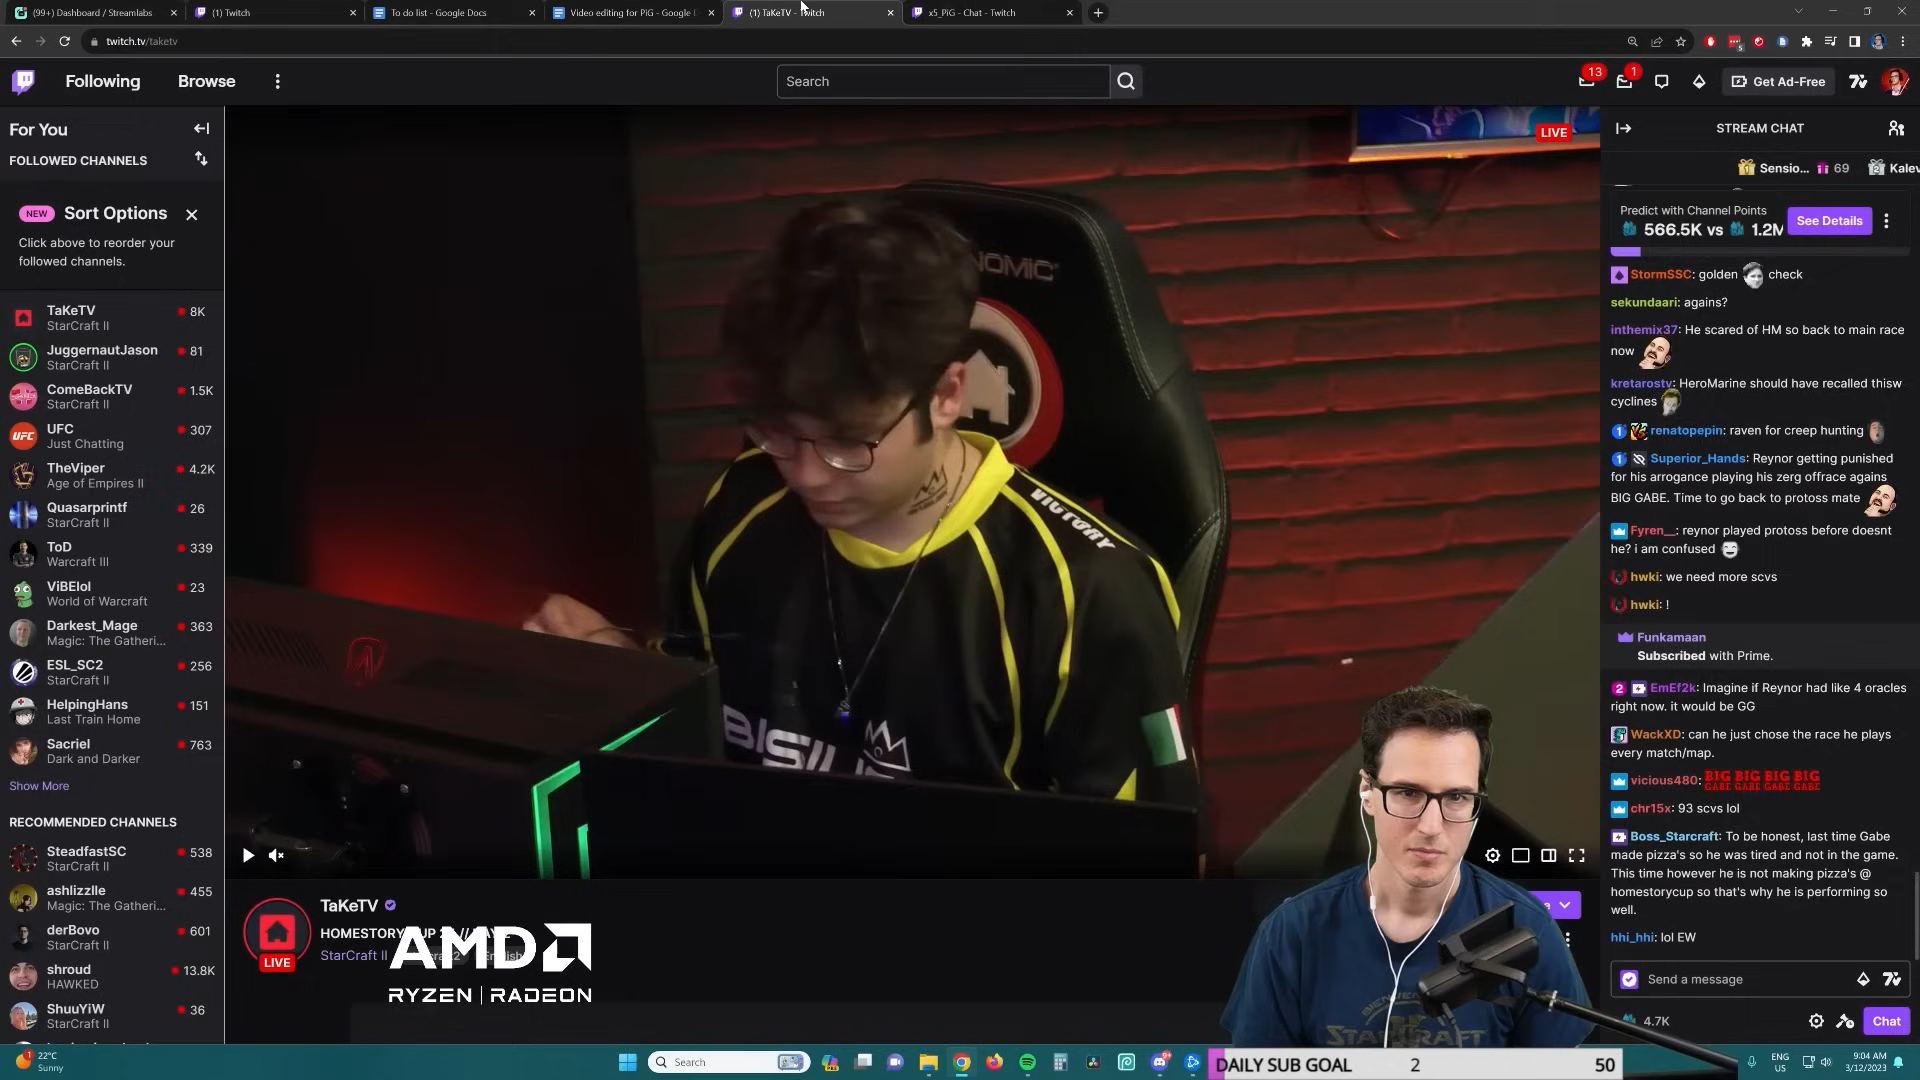 (99+) Dashboard / Streamlabs
(1) Twitch
To do list - Google Docs
Video editing for PiG - Google
(1) TaKeTV - Twitch
x5_PiG - Chat - Twitch
twitch.tv/taketv
Following
Browse
Search
13
1
Get Ad-Free
For You
FOLLOWED CHANNELS
NEW
Sort Options
Click above to reorder your
followed channels.
TaKeTV
8K
StarCraft II
JuggernautJason
81
StarCraft II
ComeBackTV
1.5K
StarCraft II
UFC
UFC
307
Just Chatting
TheViper
4.2K
Age of Empires II
Quasarprintf
26
StarCraft II
ToD
339
Warcraft III
ViBElol
23
World of Warcraft
Darkest_Mage
363
Magic: The Gatheri...
ESL_SC2
256
StarCraft II
HelpingHans
151
Last Train Home
Sacriel
763
Dark and Darker
Show More
RECOMMENDED CHANNELS
SteadfastSC
538
StarCraft II
ashlizzlle
455
Magic: The Gatheri...
derBovo
601
StarCraft II
shroud
13.8K
HAWKED
ShuuYiW
36
StarCraft II
LIVE
NOMIC
VICTORY
TaKeTV
LIVE
StarCraft II
AMD
RYZEN | RADEON
STREAM CHAT
Sensio...
69
Kalev
Predict with Channel Points
566.5K vs 1.2M
See Details
StormSSC: golden check
sekundaari: agains?
inthemix37: He scared of HM so back to main race
now
kretarostv: HeroMarine should have recalled thisw
cyclines
renatopepin: raven for creep hunting
Superior_Hands: Reynor getting punished
for his arrogance playing his zerg offrace agains
BIG GABE. Time to go back to protoss mate
Fyren__: reynor played protoss before doesnt
he? i am confused
hwki: we need more scvs
hwki: !
Funkamaan
Subscribed with Prime.
EmEf2k: Imagine if Reynor had like 4 oracles
right now. it would be GG
WackXD: can he just chose the race he plays
every match/map.
vicious480: BIG GABE BIG GABE BIG GABE BIG GABE
chr15x: 93 scvs lol
Boss_Starcraft: To be honest, last time Gabe
made pizza's so he was tired and not in the game.
This time however he is not making pizza's @
homestorycup so that's why he is performing so
well.
hhi_hhi: lol EW
Send a message
4.7K
Chat
22°C
Sunny
Search
DAILY SUB GOAL 2 50
ENG
US
9:04 AM
3/12/2023